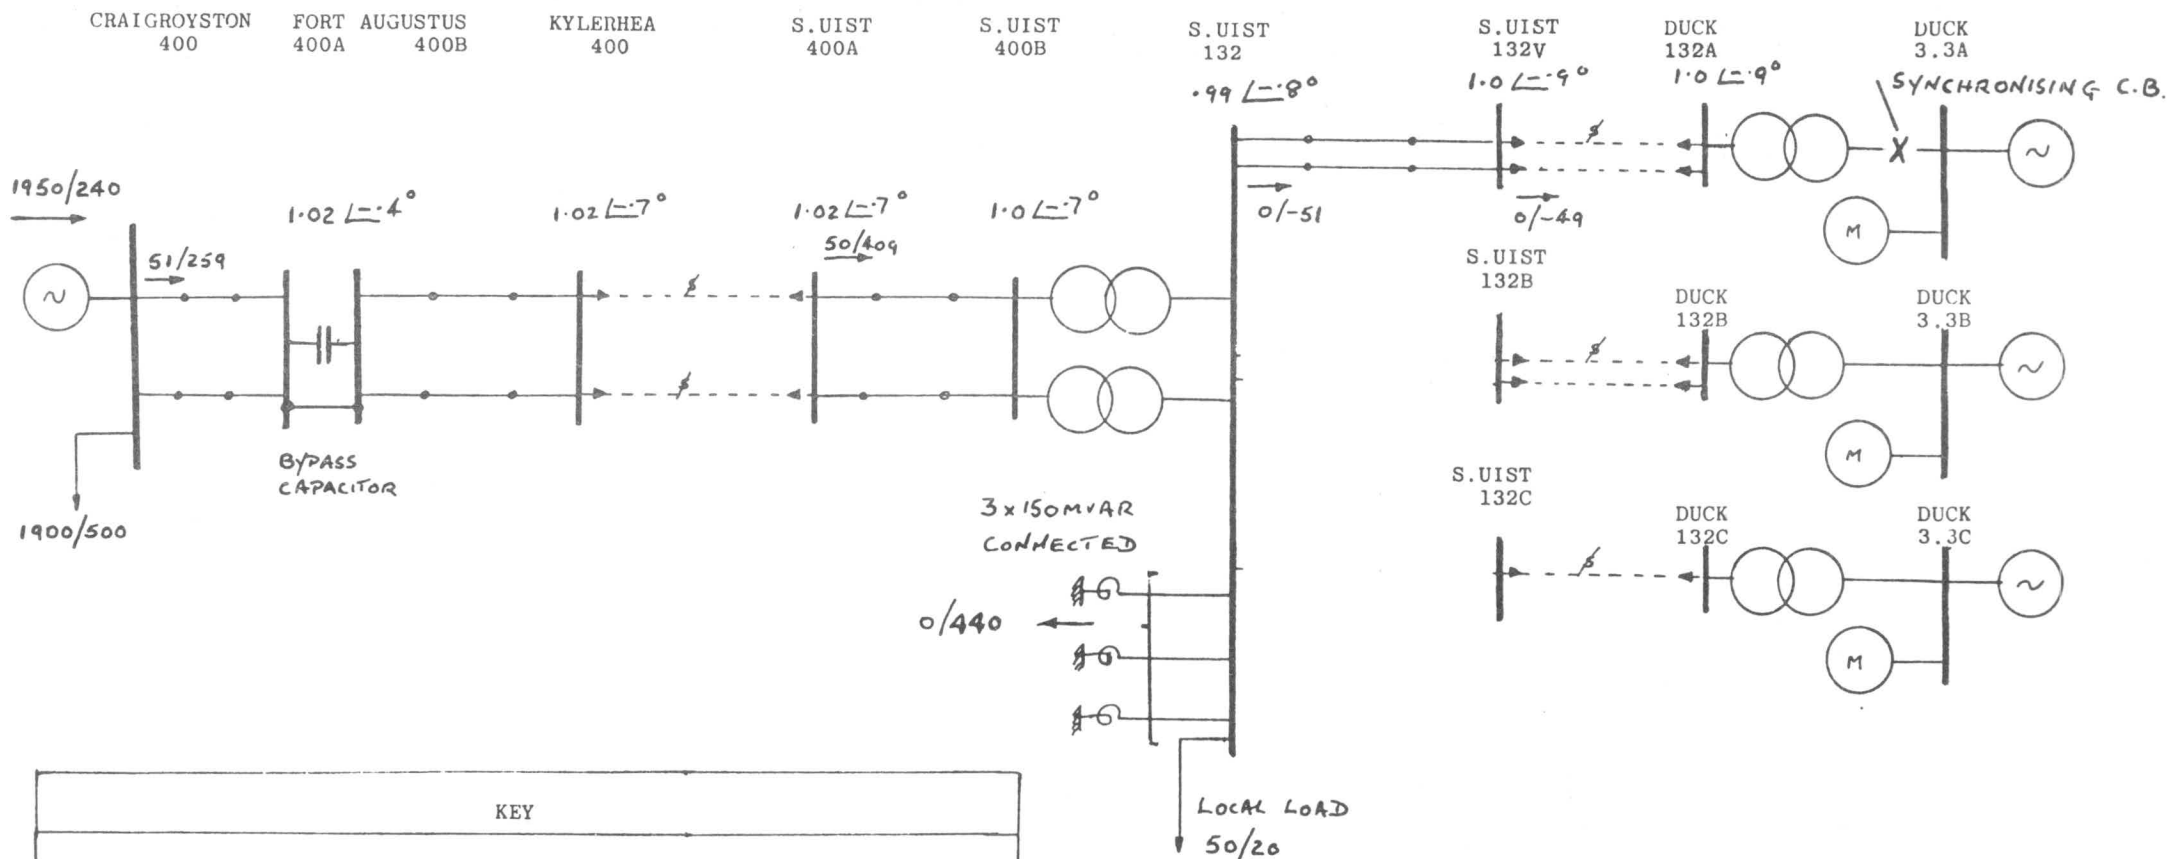 CRAIGROYSTON
400
FORT AUGUSTUS
400A 400B
KYLERHEA
400
S.UIST
400A
S.UIST
400B
S.UIST
132
S.UIST
132V
DUCK
132A
DUCK
3.3A
.99 ∠-.8°
1.0 ∠-.9°
1.0 ∠-.9°
SYNCHRONISING C.B.
X
~
M
1950/240
51/259
1.02 ∠-.4°
1.02 ∠-.7°
1.02 ∠-.7°
50/409
1.0 ∠-.7°
0/-51
0/-49
~
S.UIST
132B
DUCK
132B
DUCK
3.3B
~
M
BYPASS
CAPACITOR
1900/500
S.UIST
132C
DUCK
132C
DUCK
3.3C
~
M
3 x 150 MVAR
CONNECTED
0/440
LOCAL LOAD
50/20
KEY